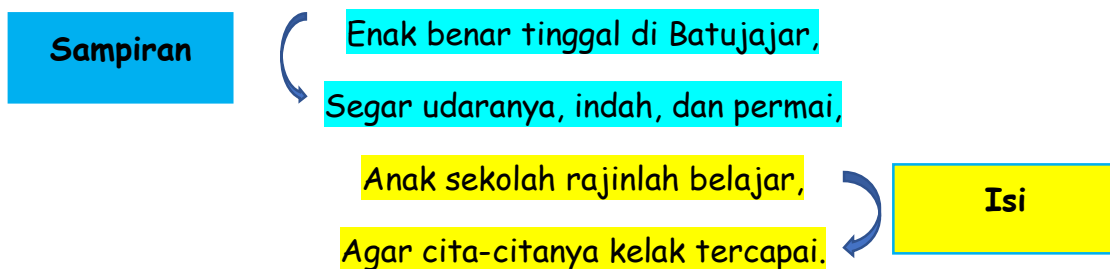 Sampiran
Enak benar tinggal di Batujajar,
Segar udaranya, indah, dan permai,
Anak sekolah rajinlah belajar,
Isi
Agar cita-citanya kelak tercapai.